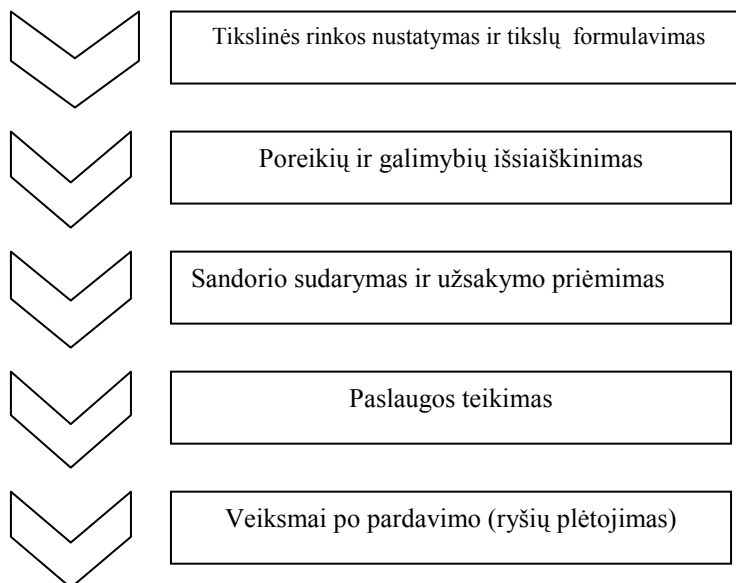 Tikslinės rinkos nustatymas ir tikslų formulavimas
Poreikių ir galimybių išsiaiškinimas
Sandorio sudarymas ir užsakymo priėmimas
Paslaugos teikimas
Veiksmai po pardavimo (ryšių plėtojimas)